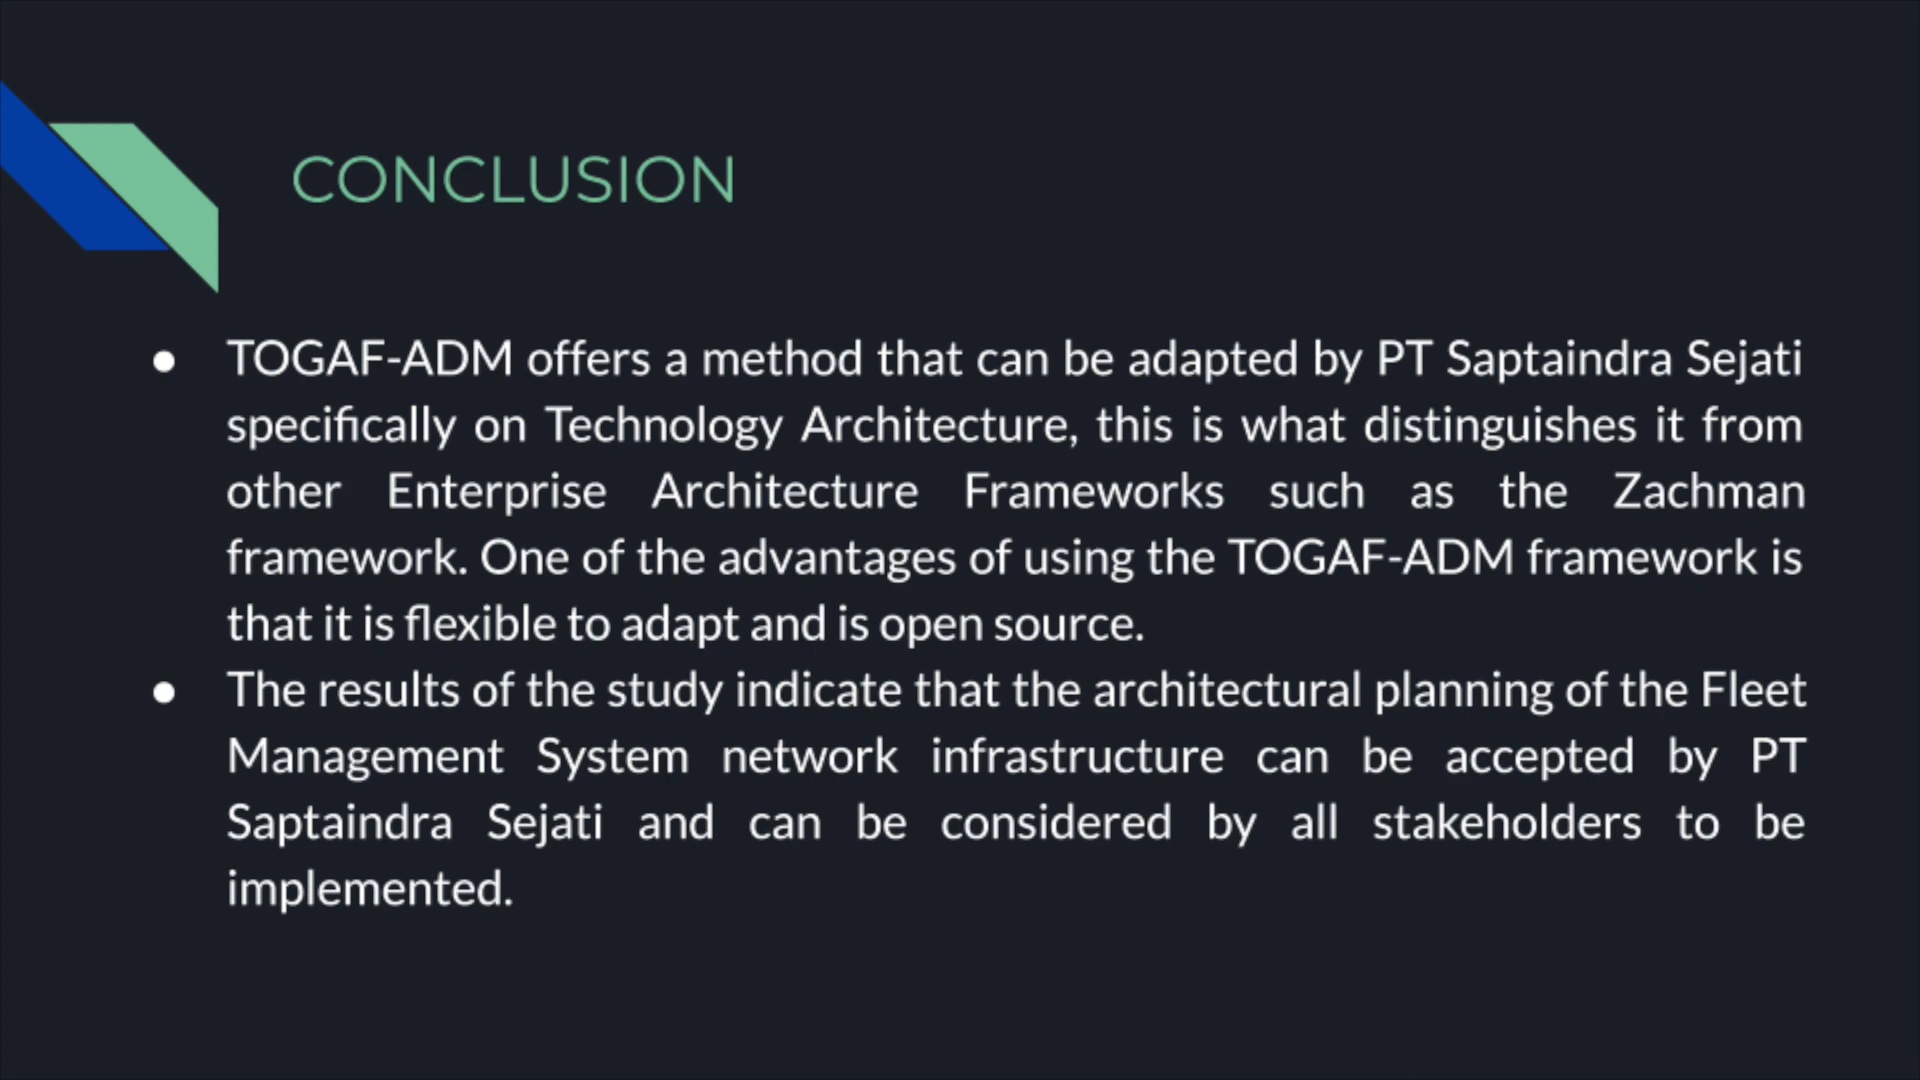 CONCLUSION
● TOGAF-ADM offers a method that can be adapted by PT Saptaindra Sejati
specifically on Technology Architecture, this is what distinguishes it from
other Enterprise Architecture Frameworks such as the Zachman
framework. One of the advantages of using the TOGAF-ADM framework is
that it is flexible to adapt and is open source.
● The results of the study indicate that the architectural planning of the Fleet
Management System network infrastructure can be accepted by PT
Saptaindra Sejati and can be considered by all stakeholders to be
implemented.